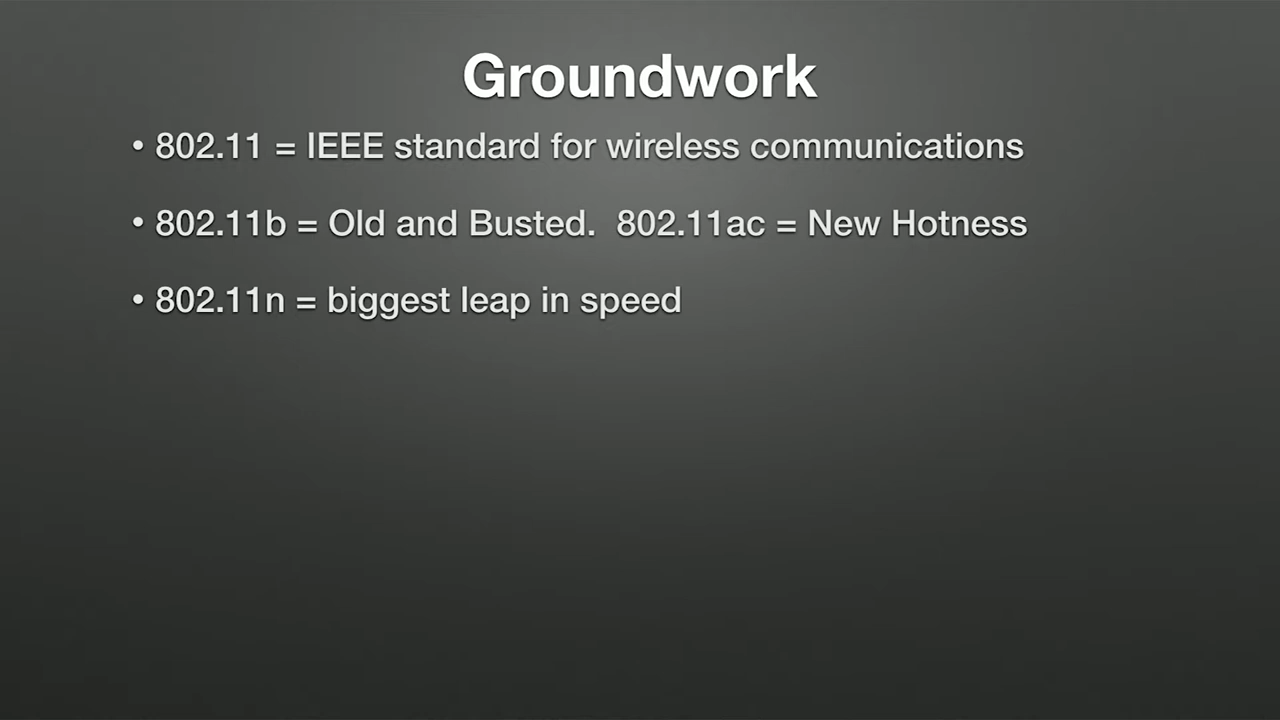 Groundwork
• 802.11 = IEEE standard for wireless communications
• 802.11b = Old and Busted.  802.11ac = New Hotness
• 802.11n = biggest leap in speed